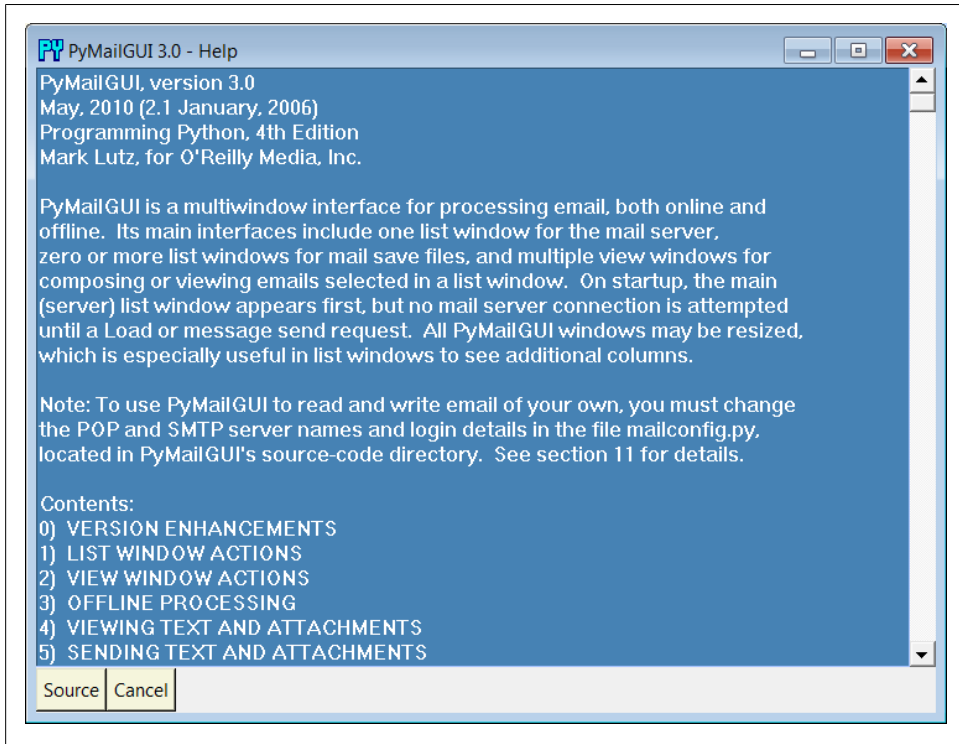 PY PyMailGUI 3.0 - Help
PyMailGUI, version 3.0
May, 2010 (2.1 January, 2006)
Programming Python, 4th Edition
Mark Lutz, for O'Reilly Media, Inc.
PyMailGUI is a multiwindow interface for processing email, both online and
offline.  Its main interfaces include one list window for the mail server,
zero or more list windows for mail save files, and multiple view windows for
composing or viewing emails selected in a list window.  On startup, the main
(server) list window appears first, but no mail server connection is attempted
until a Load or message send request.  All PyMailGUI windows may be resized,
which is especially useful in list windows to see additional columns.
Note: To use PyMailGUI to read and write email of your own, you must change
the POP and SMTP server names and login details in the file mailconfig.py,
located in PyMailGUI's source-code directory.  See section 11 for details.
Contents:
0)  VERSION ENHANCEMENTS
1)  LIST WINDOW ACTIONS
2)  VIEW WINDOW ACTIONS
3)  OFFLINE PROCESSING
4)  VIEWING TEXT AND ATTACHMENTS
5)  SENDING TEXT AND ATTACHMENTS
Source Cancel